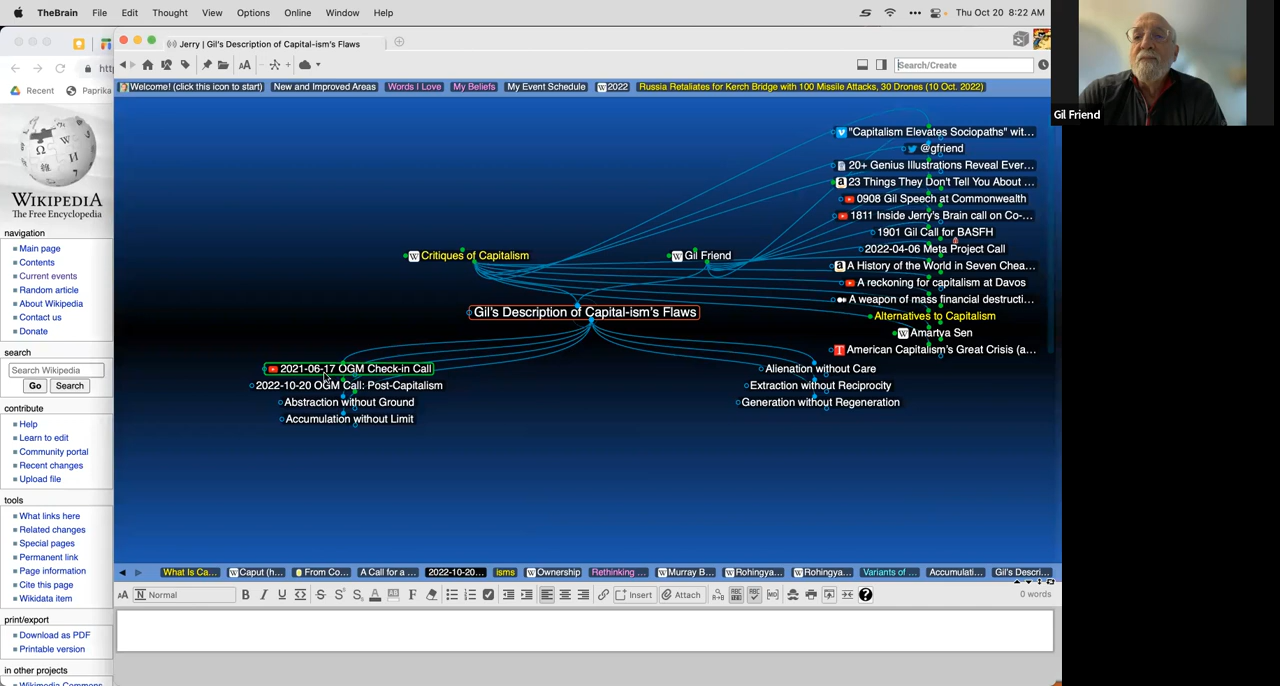 TheBrain File Edit Thought View Options Online Window Help Thu Oct 20 8:22 AM
Jerry | Gil's Description of Capital-ism's Flaws
Search/Create
Recent Paprika
Welcome! (click this icon to start) New and Improved Areas Words I Love My Beliefs My Event Schedule 2022 Russia Retaliates for Kerch Bridge with 100 Missile Attacks, 30 Drones (10 Oct. 2022)
Gil Friend
WIKIPEDIA
The Free Encyclopedia
navigation
Main page
Contents
Current events
Random article
About Wikipedia
Contact us
Donate
search
Search Wikipedia
Go Search
contribute
Help
Learn to edit
Community portal
Recent changes
Upload file
tools
What links here
Related changes
Special pages
Permanent link
Page information
Cite this page
Wikidata item
print/export
Download as PDF
Printable version
in other projects
Wikimedia Commons
"Capitalism Elevates Sociopaths" wit...
@gfriend
20+ Genius Illustrations Reveal Ever...
23 Things They Don't Tell You About ...
0908 Gil Speech at Commonwealth
1811 Inside Jerry's Brain call on Co-...
1901 Gil Call for BASFH
2022-04-06 Meta Project Call
A History of the World in Seven Chea...
A reckoning for capitalism at Davos
A weapon of mass financial destructi...
Alternatives to Capitalism
Amartya Sen
American Capitalism's Great Crisis (a...
Critiques of Capitalism
Gil Friend
Gil's Description of Capital-ism's Flaws
2021-06-17 OGM Check-in Call
2022-10-20 OGM Call: Post-Capitalism
Abstraction without Ground
Accumulation without Limit
Alienation without Care
Extraction without Reciprocity
Generation without Regeneration
What Is Ca... Caput (h... From Co... A Call for a ... 2022-10-20... isms Ownership Rethinking ... Murray B... Rohingya... Rohingya... Variants of ... Accumulati... Gil's Descri...
Normal Insert Attach 0 words